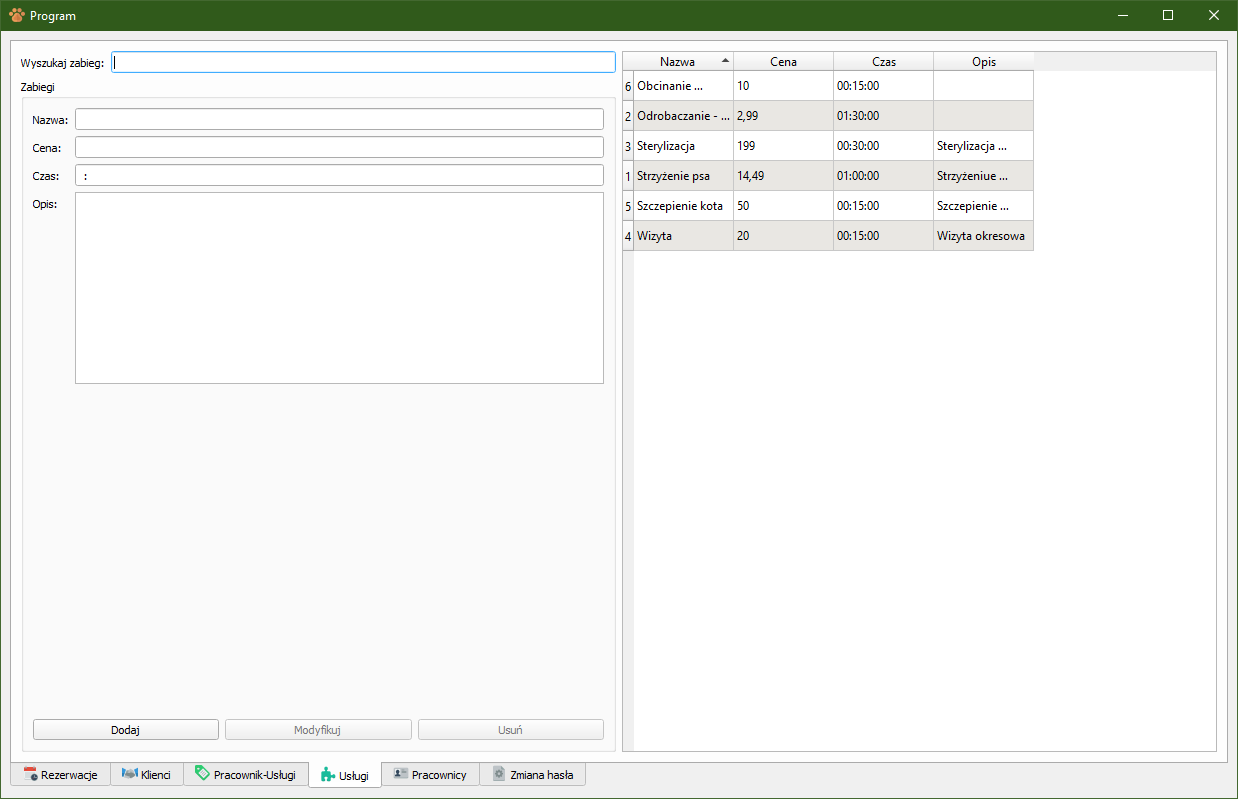 Program
Wyszukaj zabieg:
Zabiegi
Nazwa:
Cena:
Czas: :
Opis:
Dodaj Modyfikuj Usuń
Nazwa Cena Czas Opis
6 Obcinanie ... 10 00:15:00
2 Odrobaczanie - ... 2,99 01:30:00
3 Sterylizacja 199 00:30:00 Sterylizacja ...
1 Strzyżenie psa 14,49 01:00:00 Strzyżeniue ...
5 Szczepienie kota 50 00:15:00 Szczepienie ...
4 Wizyta 20 00:15:00 Wizyta okresowa
Rezerwacje Klienci Pracownik-Usługi Usługi Pracownicy Zmiana hasła